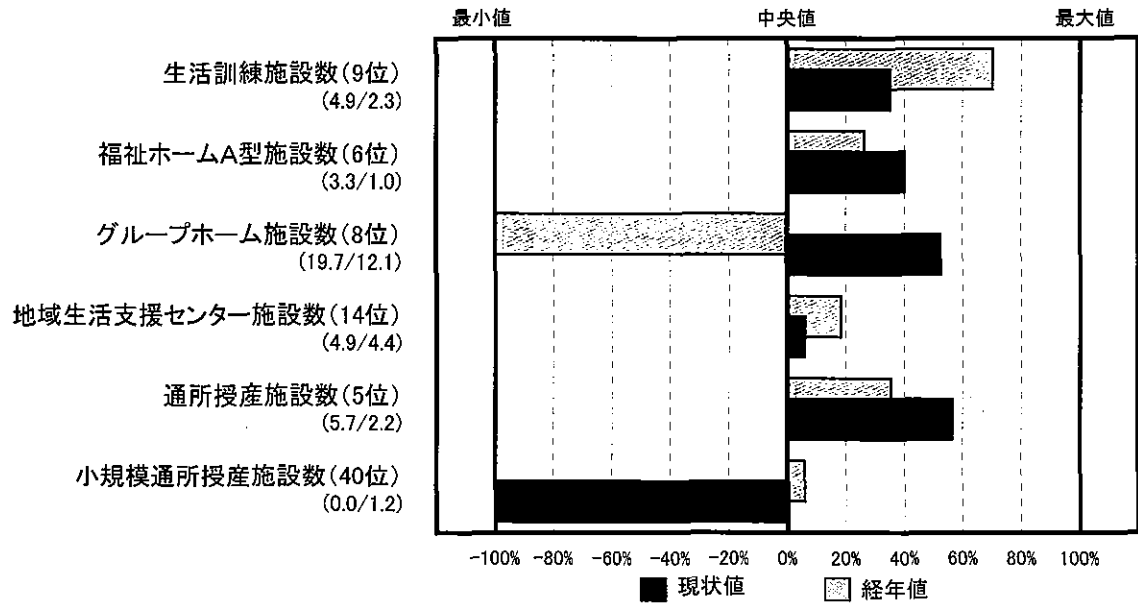 最小値 中央値 最大値
生活訓練施設数(9位)
(4.9/2.3)
福祉ホームA型施設数(6位)
(3.3/1.0)
グループホーム施設数(8位)
(19.7/12.1)
地域生活支援センター施設数(14位)
(4.9/4.4)
通所授産施設数(5位)
(5.7/2.2)
小規模通所授産施設数(40位)
(0.0/1.2)
-100% -80% -60% -40% -20% 0% 20% 40% 60% 80% 100%
現状値 経年値